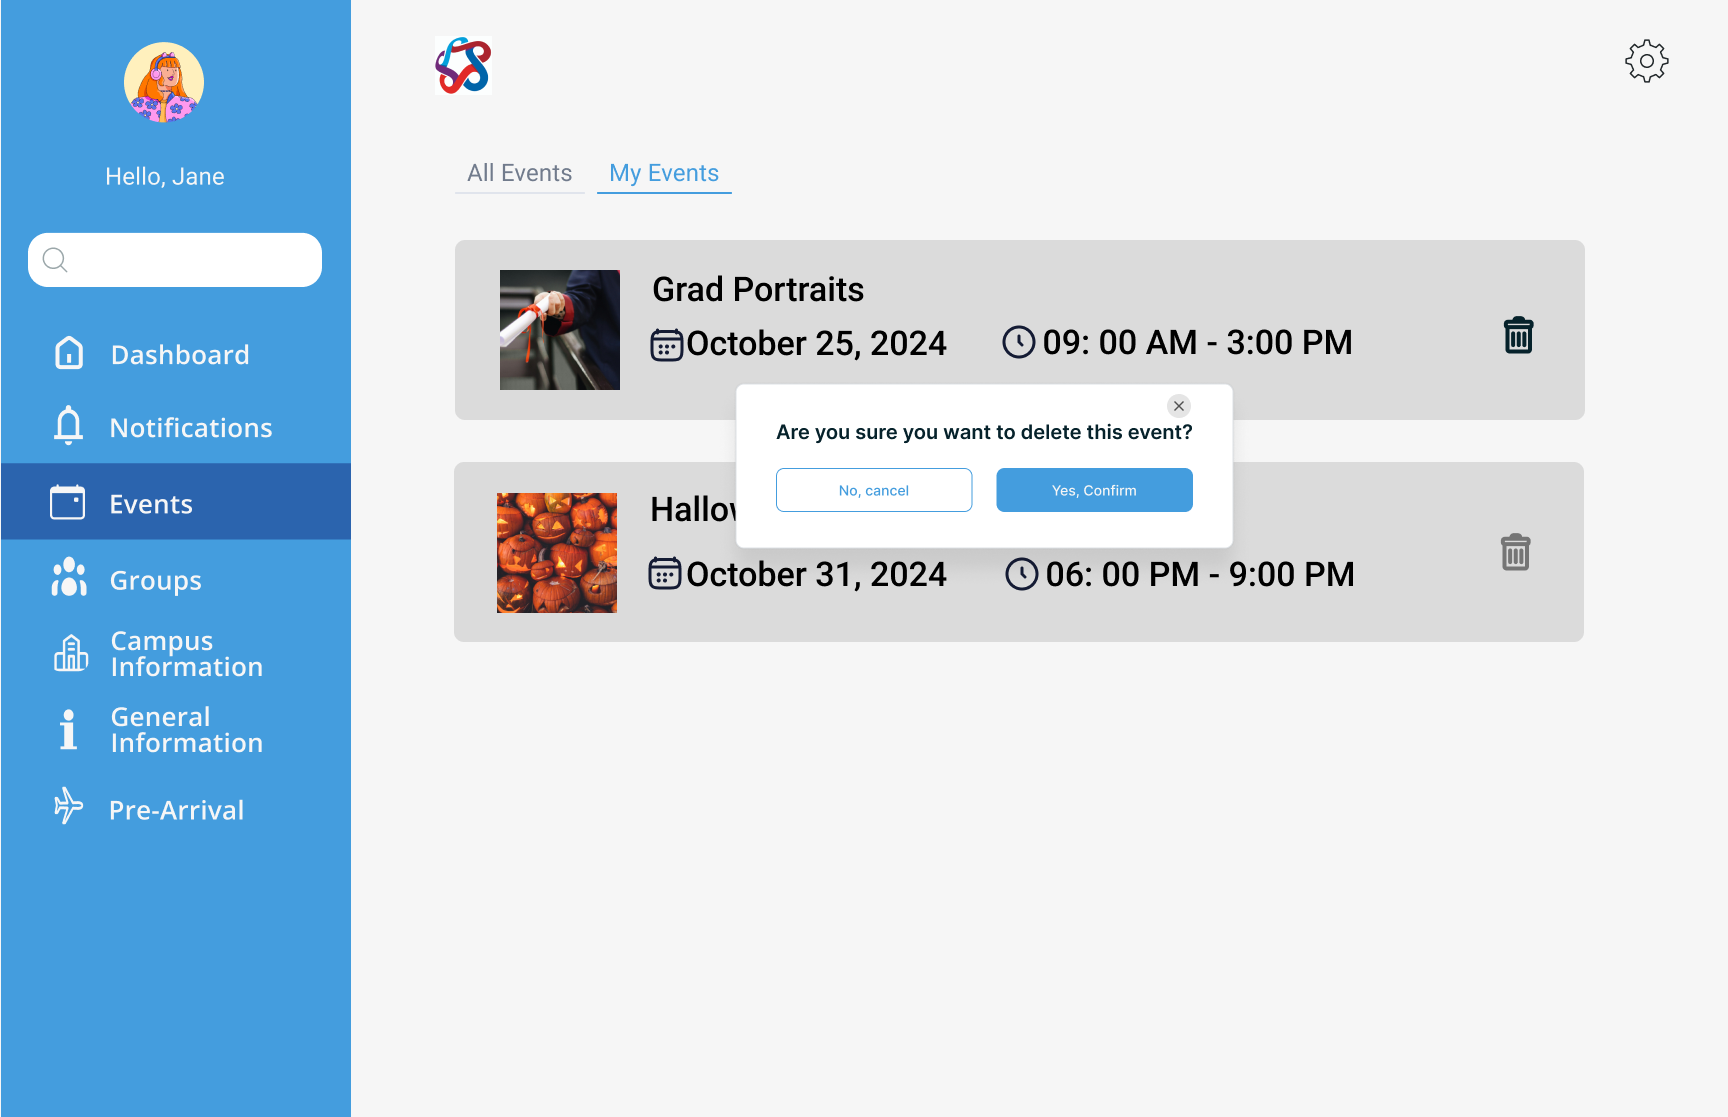 Hello, Jane
Dashboard
Notifications
Events
Groups
Campus
Information
General
Information
Pre-Arrival
All Events
My Events
Grad Portraits
October 25, 2024
09: 00 AM - 3:00 PM
Are you sure you want to delete this event?
No, cancel
Yes, Confirm
October 31, 2024
06: 00 PM - 9:00 PM